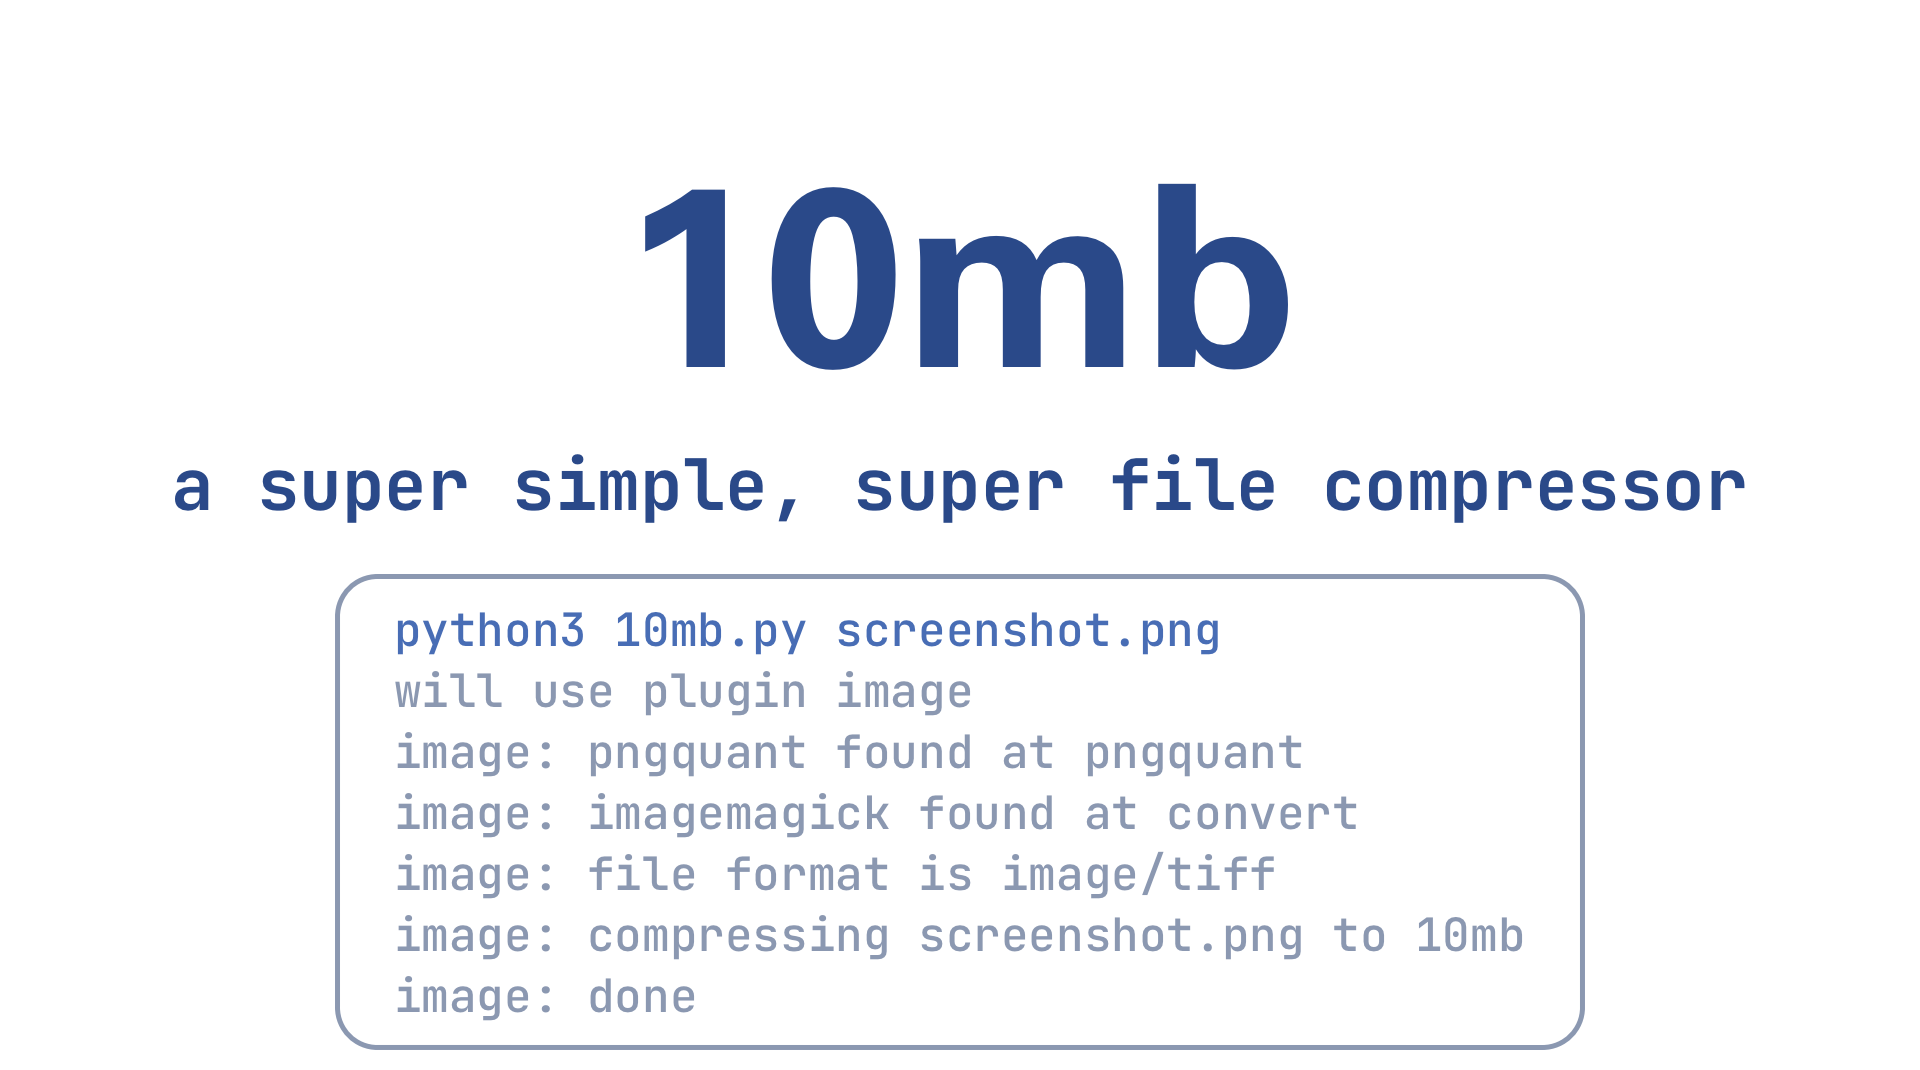 10mb
a super simple, super file compressor
python3 10mb.py screenshot.png
will use plugin image
image: pngquant found at pngquant
image: imagemagick found at convert
image: file format is image/tiff
image: compressing screenshot.png to 10mb
image: done